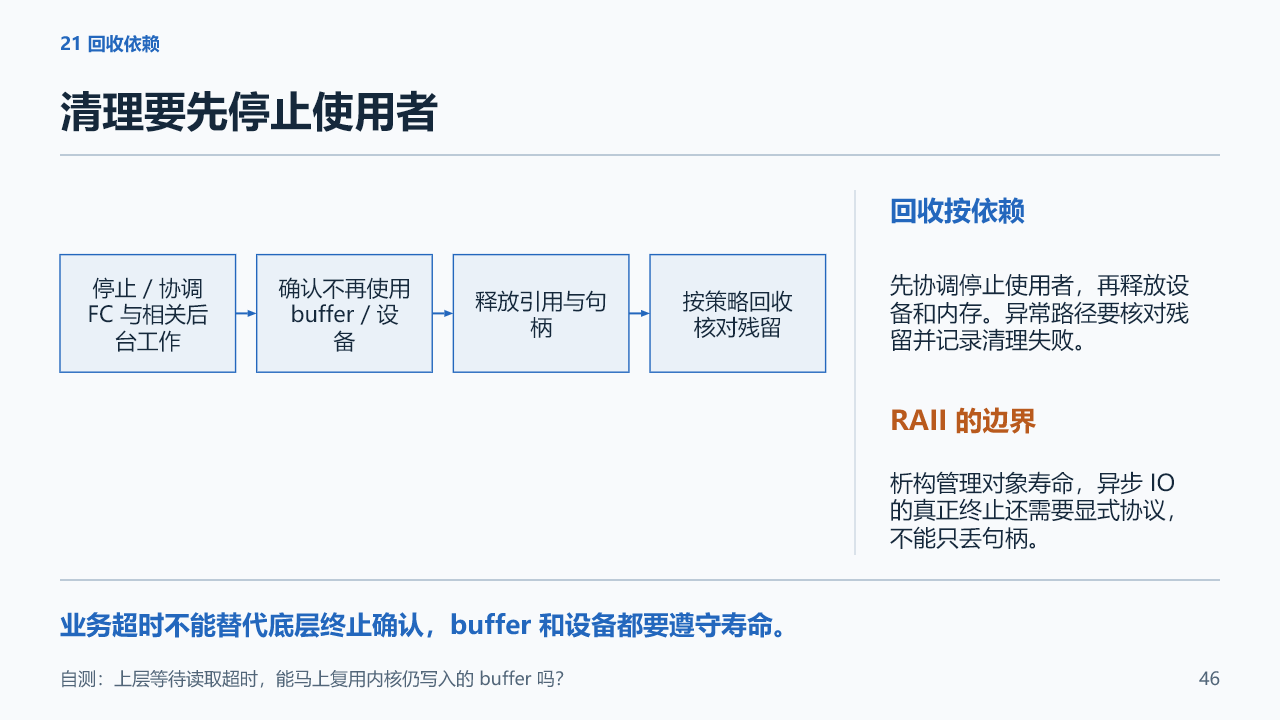 21 回收依赖
清理要先停止使用者
停止 / 协调
FC 与相关后
台工作
确认不再使用
buffer / 设
备
释放引用与句
柄
按策略回收
核对残留
回收按依赖
先协调停止使用者，再释放设
备和内存。异常路径要核对残
留并记录清理失败。
RAII 的边界
析构管理对象寿命，异步 IO
的真正终止还需要显式协议，
不能只丢句柄。
业务超时不能替代底层终止确认，buffer 和设备都要遵守寿命。
自测：上层等待读取超时，能马上复用内核仍写入的 buffer 吗？
46